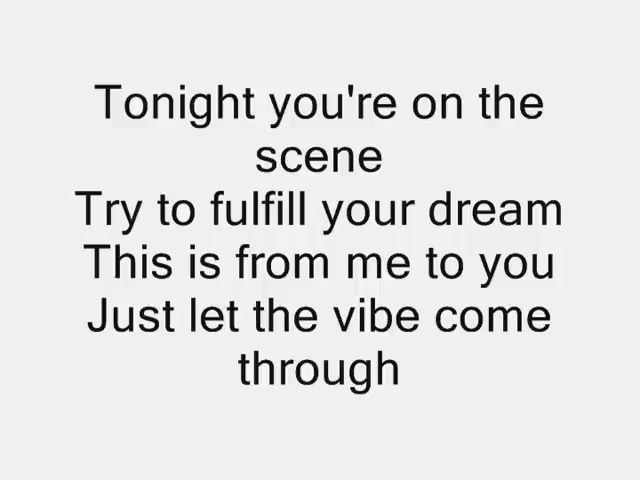 Tonight you're on the
scene
Try to fulfill your dream
This is from me to you
Just let the vibe come
through